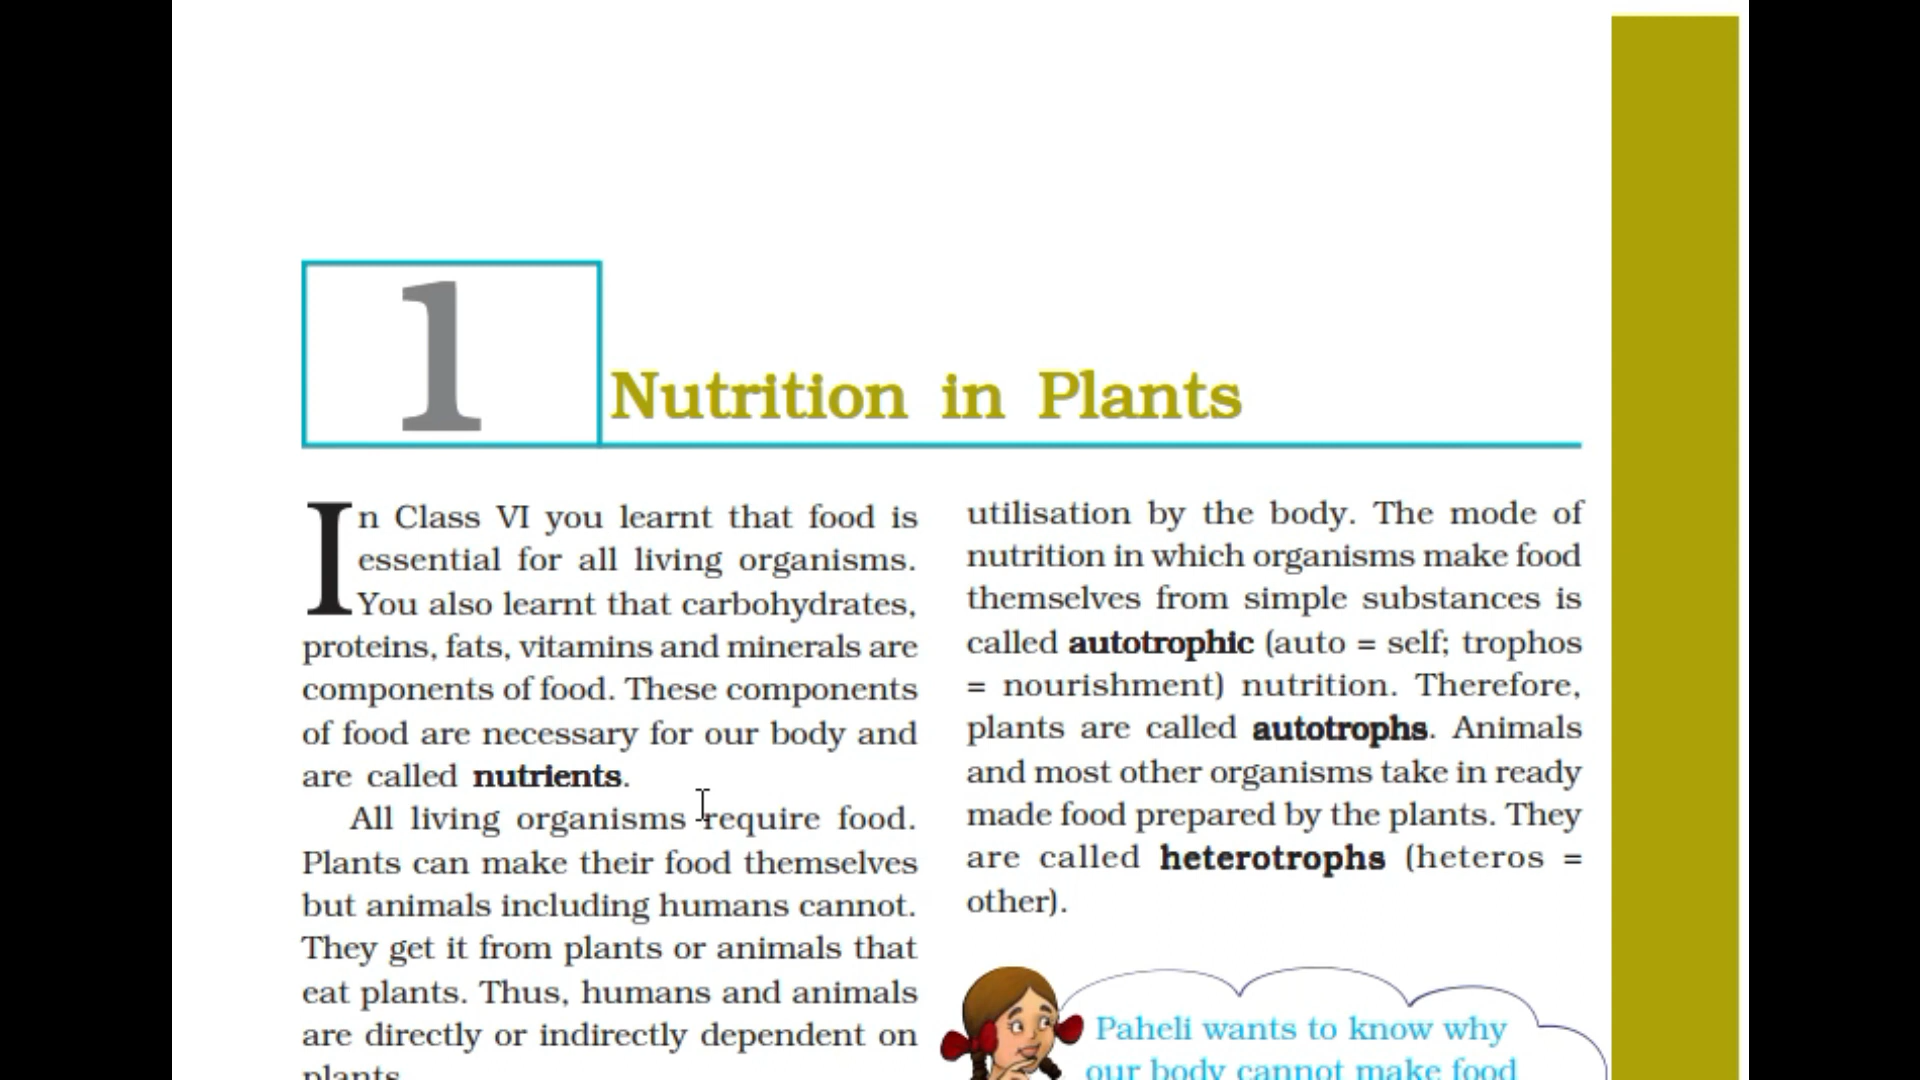 1
Nutrition in Plants
In Class VI you learnt that food is
essential for all living organisms.
You also learnt that carbohydrates,
proteins, fats, vitamins and minerals are
components of food. These components
of food are necessary for our body and
are called nutrients.
All living organisms require food.
Plants can make their food themselves
but animals including humans cannot.
They get it from plants or animals that
eat plants. Thus, humans and animals
are directly or indirectly dependent on
plants
utilisation by the body. The mode of
nutrition in which organisms make food
themselves from simple substances is
called autotrophic (auto = self; trophos
= nourishment) nutrition. Therefore,
plants are called autotrophs. Animals
and most other organisms take in ready
made food prepared by the plants. They
are called heterotrophs (heteros =
other).
Paheli wants to know why
our body cannot make food